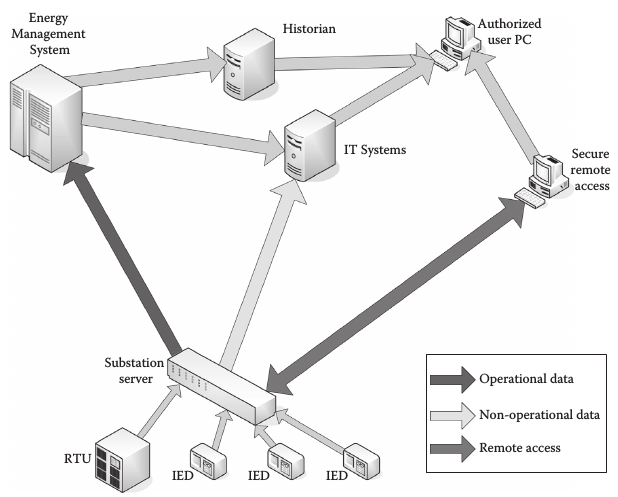 Energy
Management
System
Historian
Authorized
user PC
IT Systems
Secure
remote
access
Substation
server
RTU
IED
IED
IED
Operational data
Non-operational data
Remote access